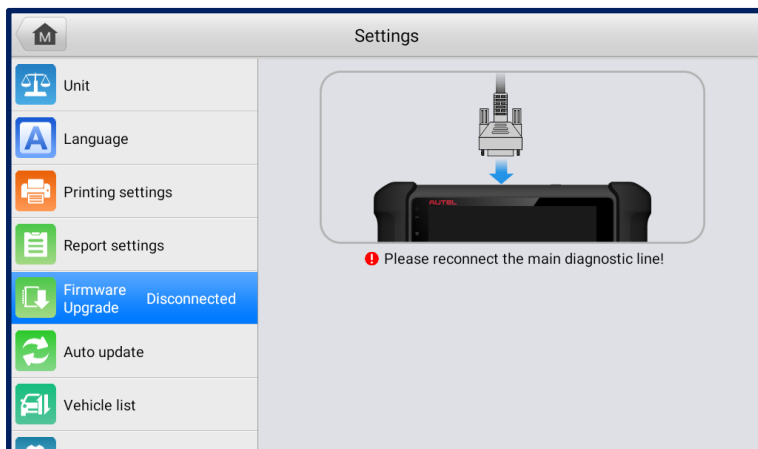 Settings
Unit
Language
Printing settings
Report settings
Firmware
Upgrade
Disconnected
Auto update
Vehicle list
M
AUTEL
Please reconnect the main diagnostic line!